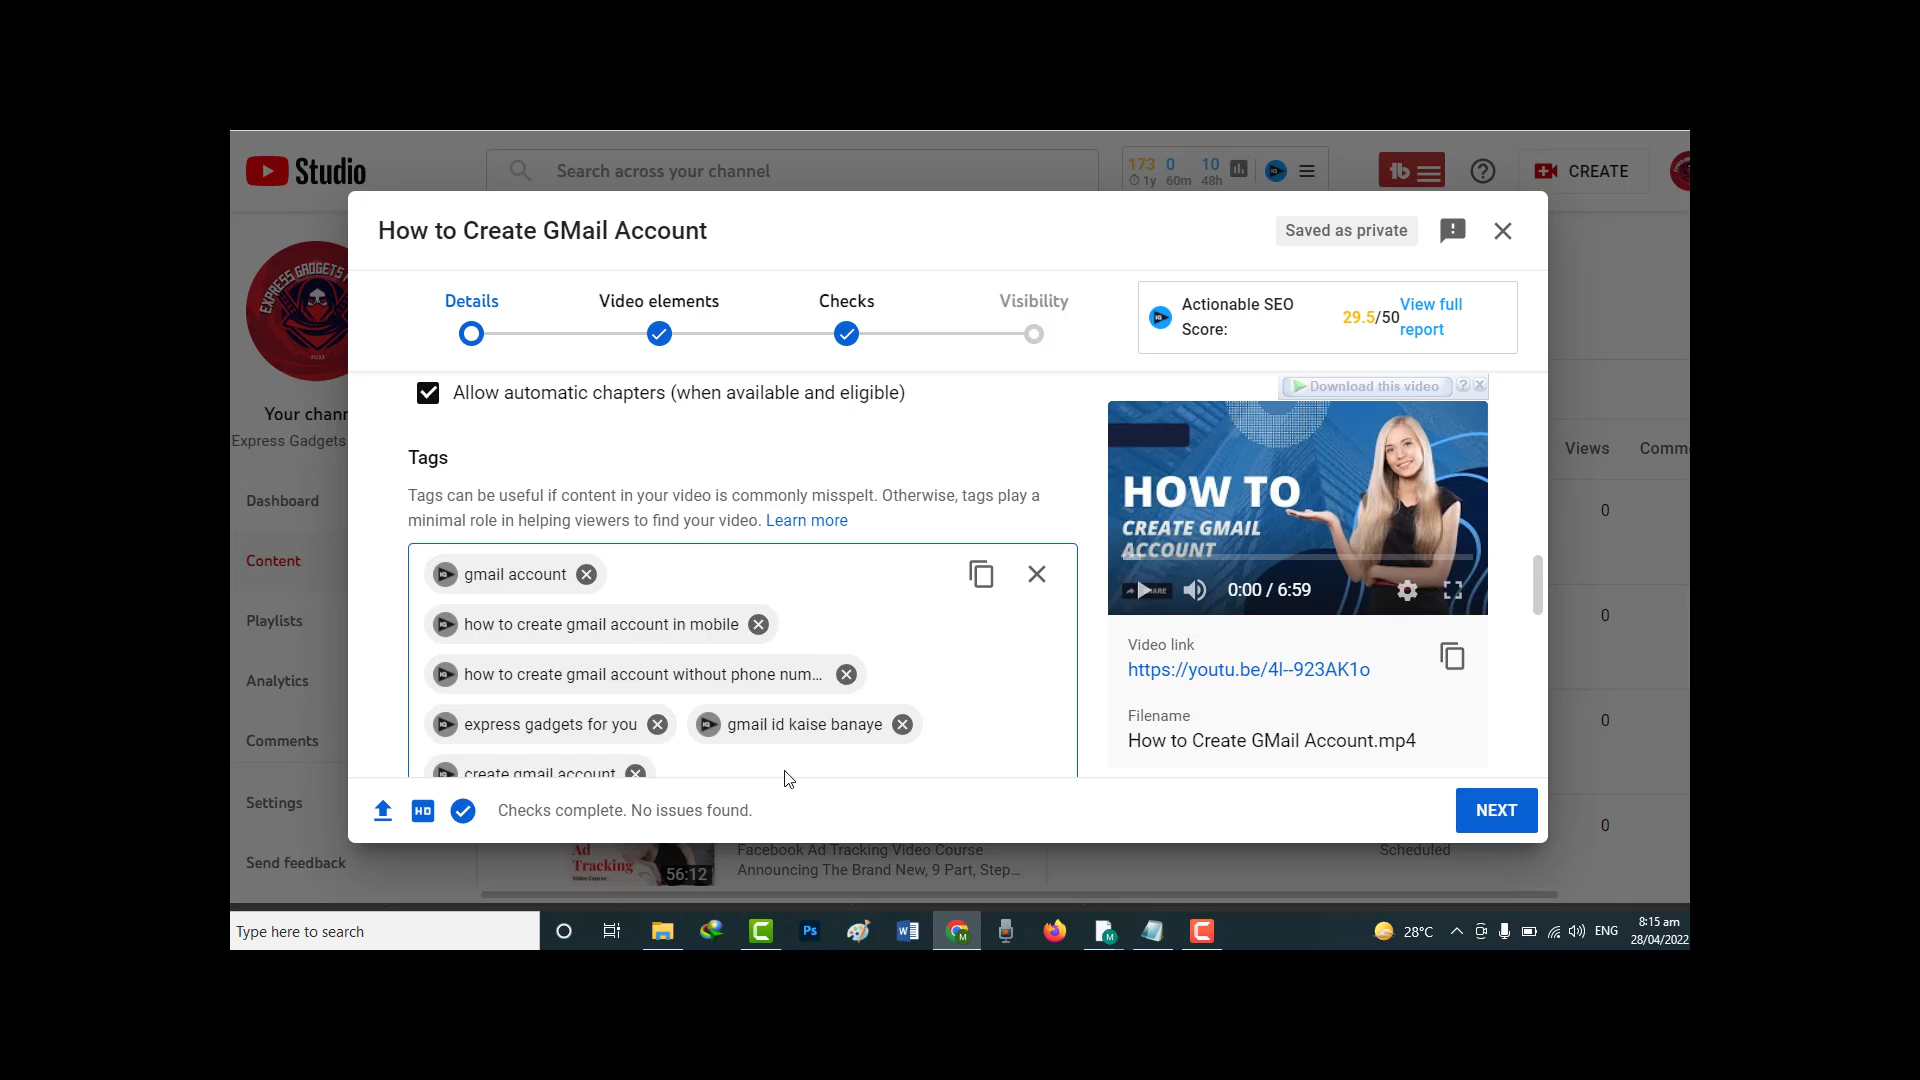 Studio
Search across your channel
173 0 10
1y 60m 48h
CREATE
How to Create GMail Account
Saved as private
Details
Video elements
Checks
Visibility
Actionable SEO Score:
29.5/50
View full report
EXPRESS GADGETS
2022
Your chann
Express Gadgets
Dashboard
Content
Playlists
Analytics
Comments
Settings
Send feedback
Allow automatic chapters (when available and eligible)
Tags
Tags can be useful if content in your video is commonly misspelt. Otherwise, tags play a
minimal role in helping viewers to find your video. Learn more
gmail account
how to create gmail account in mobile
how to create gmail account without phone num...
express gadgets for you
gmail id kaise banaye
create gmail account
Download this video
HOW TO
CREATE GMAIL
ACCOUNT
0:00 / 6:59
Video link
https://youtu.be/4l--923AK1o
Filename
How to Create GMail Account.mp4
Views
Comm
0
0
0
0
HD
Checks complete. No issues found.
NEXT
Ad
Tracking
Video Course
56:12
Facebook Ad Tracking Video Course
Announcing The Brand New, 9 Part, Step...
Scheduled
Type here to search
Ps
28°C
ENG
8:15 am
28/04/2022